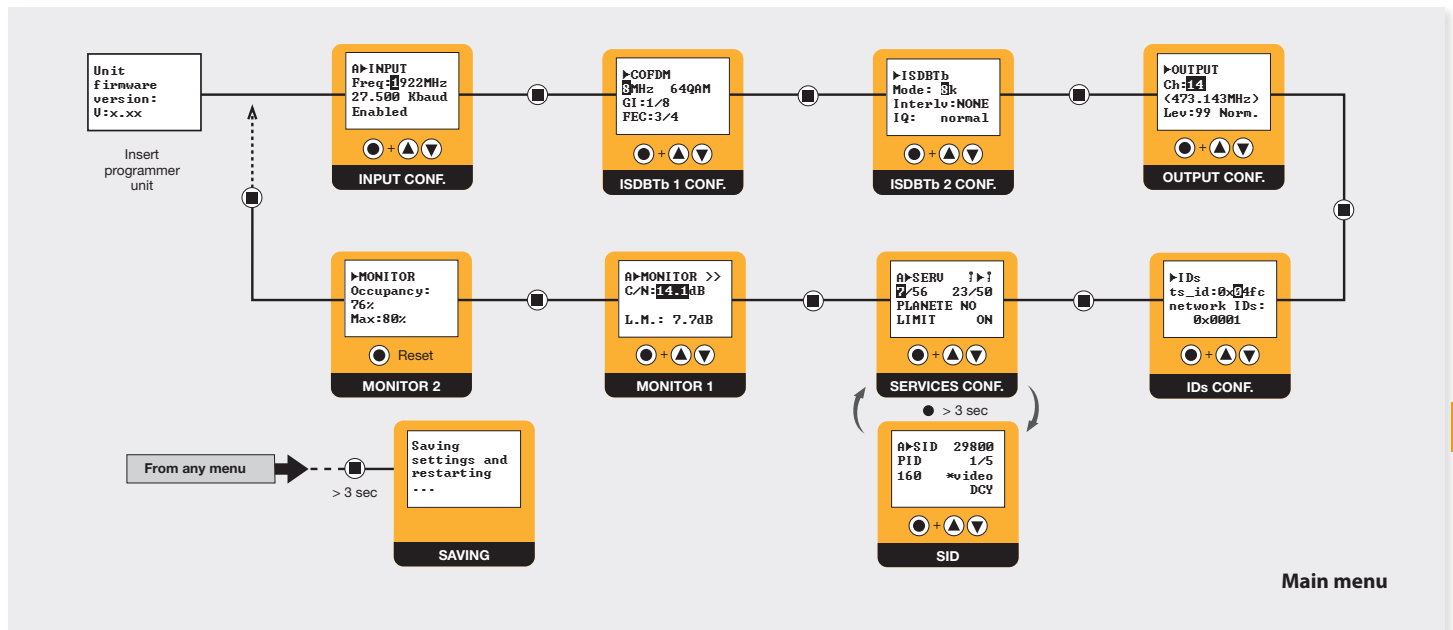 Unit
firmware
version:
V:x.xx
Insert
programmer
unit
A►INPUT
Freq:1922MHz
27.500 Kbaud
Enabled
+
INPUT CONF.
►COFDM
8MHz 64QAM
GI:1/8
FEC:3/4
+
ISDBTb 1 CONF.
►ISDBTb
Mode: 8k
Interlv:NONE
IQ: normal
+
ISDBTb 2 CONF.
►OUTPUT
Ch:14
(473.143MHz)
Lev:99 Norm.
+
OUTPUT CONF.
►MONITOR
Occupancy:
76%
Max:80%
Reset
MONITOR 2
A►MONITOR >>
C/N:14.1dB
L.M.: 7.7dB
+
MONITOR 1
A►SERV
7/56 23/50
PLANETE NO
LIMIT ON
+
SERVICES CONF.
> 3 sec
►IDs
ts_id:0x04fc
network IDs:
0x0001
+
IDs CONF.
From any menu
> 3 sec
Saving
settings and
restarting
...
SAVING
A►SID 29800
PID 1/5
160 *video
DCY
+
SID
Main menu